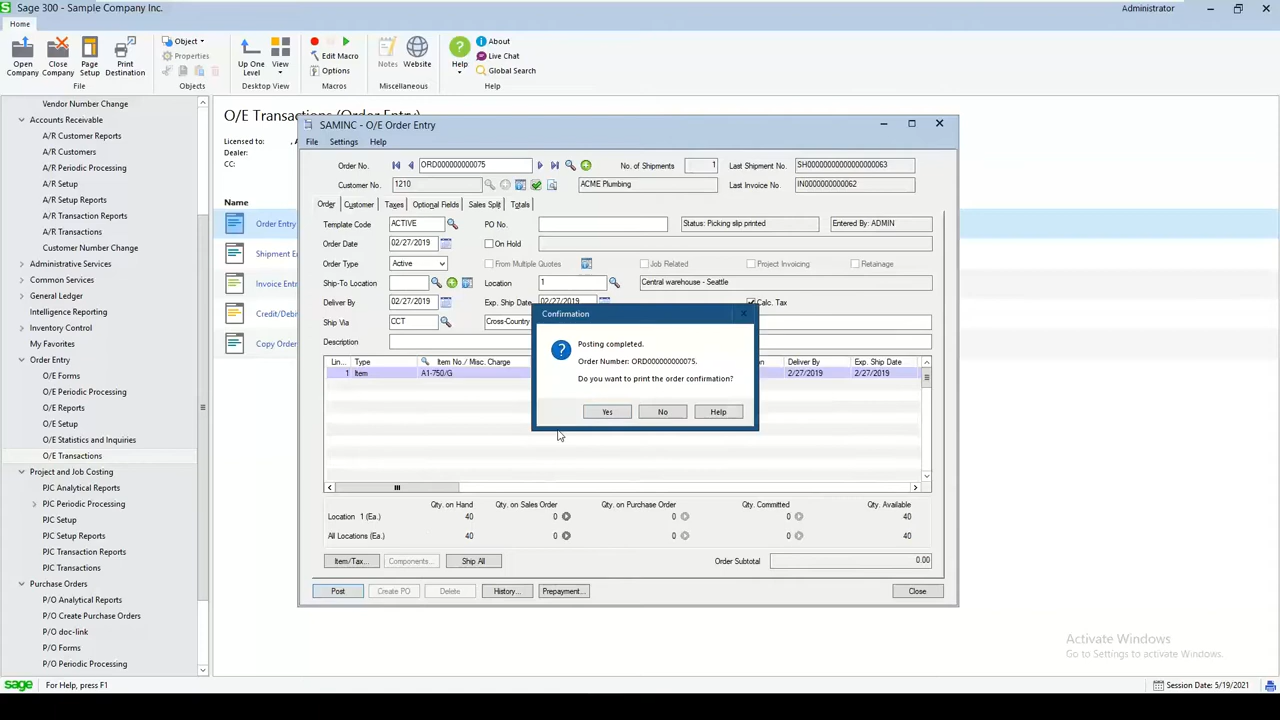 Sage 300 - Sample Company Inc.
Administrator
Home
Open Company
Close Company
Page Setup
Print Destination
File
Object
Properties
Objects
Up One Level
View
Desktop View
Edit Macro
Options
Macros
Notes
Website
Miscellaneous
Help
About
Live Chat
Global Search
Help
Vendor Number Change
Accounts Receivable
A/R Customer Reports
A/R Customers
A/R Periodic Processing
A/R Setup
A/R Setup Reports
A/R Transaction Reports
A/R Transactions
Customer Number Change
Administrative Services
Common Services
General Ledger
Intelligence Reporting
Inventory Control
My Favorites
Order Entry
O/E Forms
O/E Periodic Processing
O/E Reports
O/E Setup
O/E Statistics and Inquiries
O/E Transactions
Project and Job Costing
PJC Analytical Reports
PJC Periodic Processing
PJC Setup
PJC Setup Reports
PJC Transaction Reports
PJC Transactions
Purchase Orders
P/O Analytical Reports
P/O Create Purchase Orders
P/O doc-link
P/O Forms
P/O Periodic Processing
O/E Transactions (Order Entry)
Licensed to:
Dealer:
CC:
Name
Order Entry
Shipment E
Invoice Entr
Credit/Debi
Copy Order
SAMINC - O/E Order Entry
File Settings Help
Order No. ORD000000000075 No. of Shipments 1 Last Shipment No. SH0000000000000000063
Customer No. 1210 ACME Plumbing Last Invoice No. IN0000000000062
Order Customer Taxes Optional Fields Sales Split Totals
Template Code ACTIVE PO No. Status: Picking slip printed Entered By: ADMIN
Order Date 02/27/2019 On Hold
Order Type Active From Multiple Quotes Job Related Project Invoicing Retainage
Ship-To Location Location 1 Central warehouse - Seattle
Deliver By 02/27/2019 Exp. Ship Date 02/27/2019 Calc. Tax
Ship Via CCT Cross-Country
Description
Lin... Type Item No./ Misc. Charge Deliver By Exp. Ship Date
1 Item A1-750/G 2/27/2019 2/27/2019
Confirmation
Posting completed.
Order Number: ORD000000000075.
Do you want to print the order confirmation?
Yes No Help
Qty. on Hand Qty. on Sales Order Qty. on Purchase Order Qty. Committed Qty. Available
Location 1 (Ea.) 40 0 0 0 40
All Locations (Ea.) 40 0 0 0 40
Item/Tax... Components... Ship All Order Subtotal 0.00
Post Create PO Delete History... Prepayment... Close
Activate Windows
Go to Settings to activate Windows.
sage For Help, press F1 Session Date: 5/19/2021